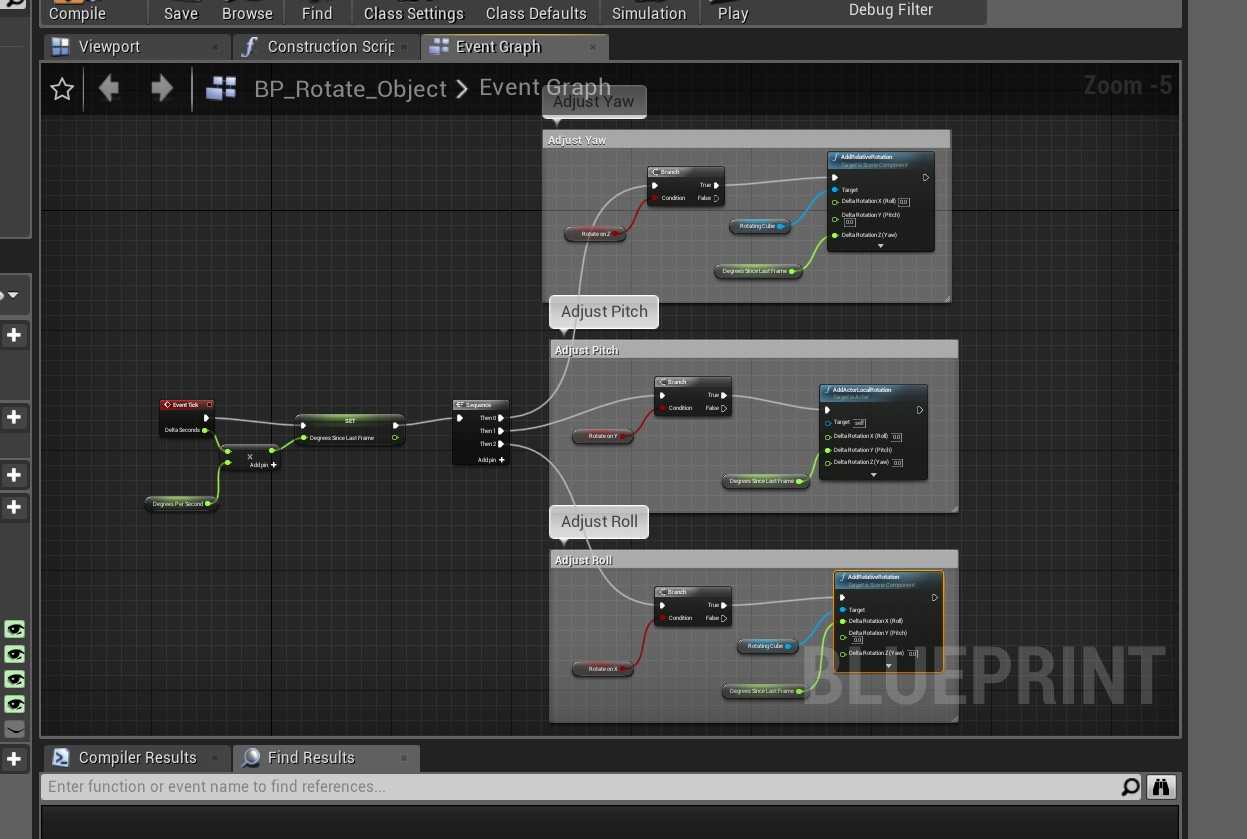 Compile
Save
Browse
Find
Class Settings
Class Defaults
Simulation
Play
Debug Filter
Viewport
Construction Scrip
Event Graph
BP_Rotate_Object
Event Graph
Zoom -5
Adjust Yaw
Adjust Yaw
Branch
True
Condition
False
Rotate on Z
AddRelativeRotation
Target is Scene Component
Target
Delta Rotation X (Roll) 0.0
Delta Rotation Y (Pitch)
0.0
Delta Rotation Z (Yaw)
Rotating Cube
Degrees Since Last Frame
Adjust Pitch
Adjust Pitch
Branch
True
Condition
False
Rotate on Y
AddActorLocalRotation
Target is Actor
Target self
Delta Rotation X (Roll) 0.0
Delta Rotation Y (Pitch)
Delta Rotation Z (Yaw) 0.0
Degrees Since Last Frame
Event Tick
Delta Seconds
SET
Degrees Since Last Frame
X
Add pin +
Degrees Per Second
Sequence
Then 0
Then 1
Then 2
Add pin +
Adjust Roll
Adjust Roll
Branch
True
Condition
False
Rotate on X
AddRelativeRotation
Target is Scene Component
Target
Delta Rotation X (Roll)
Delta Rotation Y (Pitch)
0.0
Delta Rotation Z (Yaw) 0.0
Rotating Cube
Degrees Since Last Frame
BLUEPRINT
Compiler Results
Find Results
Enter function or event name to find references...